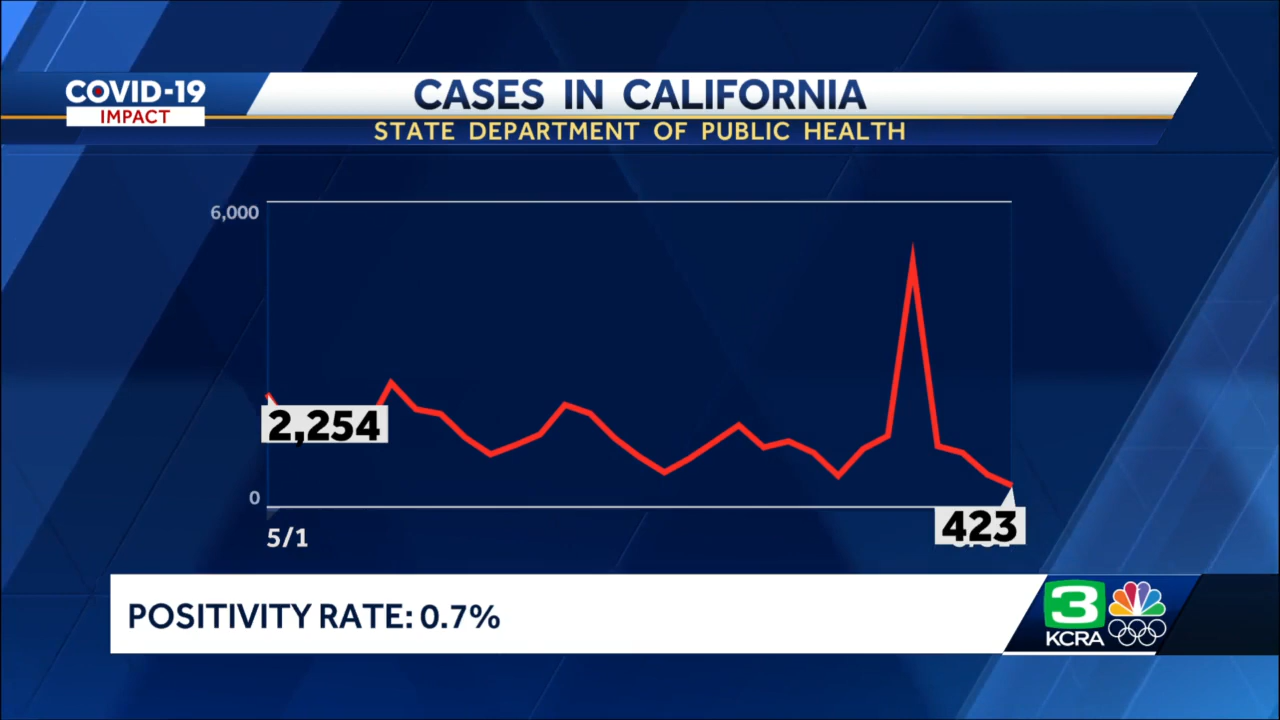 COVID-19
IMPACT
CASES IN CALIFORNIA
STATE DEPARTMENT OF PUBLIC HEALTH
6,000
2,254
0
5/1
423
POSITIVITY RATE: 0.7%
3
KCRA